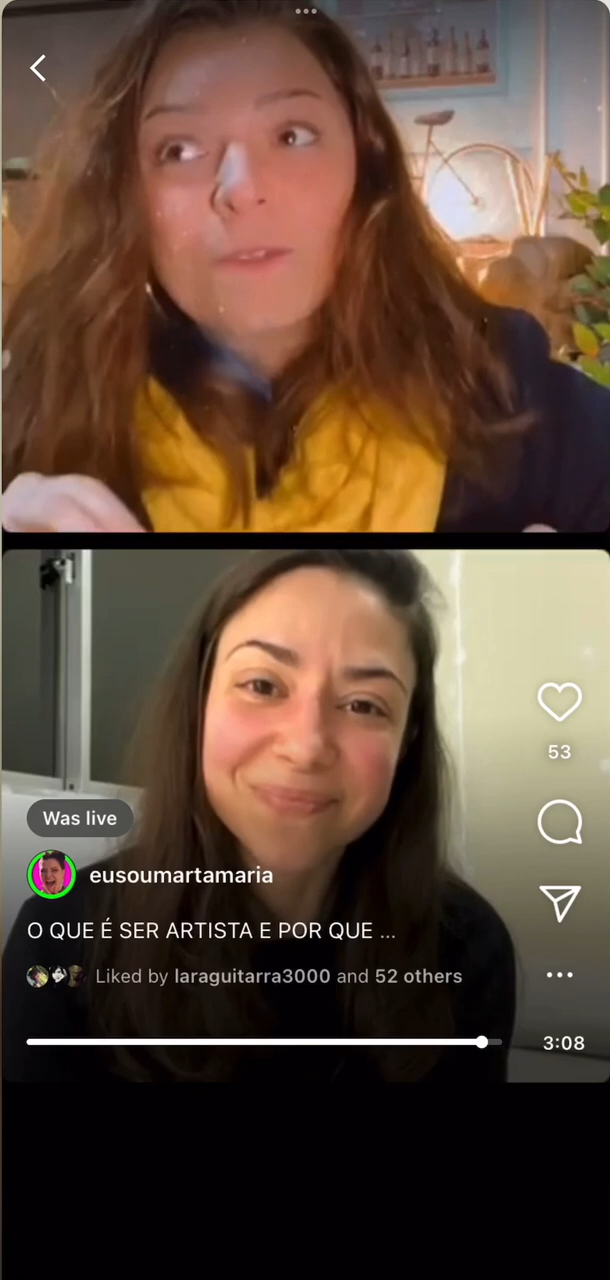 Was live
eusoumartamaria
O QUE É SER ARTISTA E POR QUE ...
Liked by laraguitarra3000 and 52 others
53
3:08